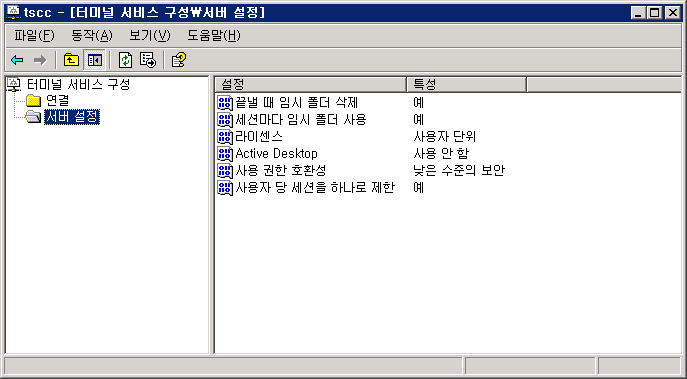 tscc - [터미널 서비스 구성\서버 설정]
파일(F) 동작(A) 보기(V) 도움말(H)
터미널 서비스 구성
연결
서버 설정
설정 특성
끝낼 때 임시 폴더 삭제 예
세션마다 임시 폴더 사용 예
라이센스 사용자 단위
Active Desktop 사용 안 함
사용 권한 호환성 낮은 수준의 보안
사용자 당 세션을 하나로 제한 예